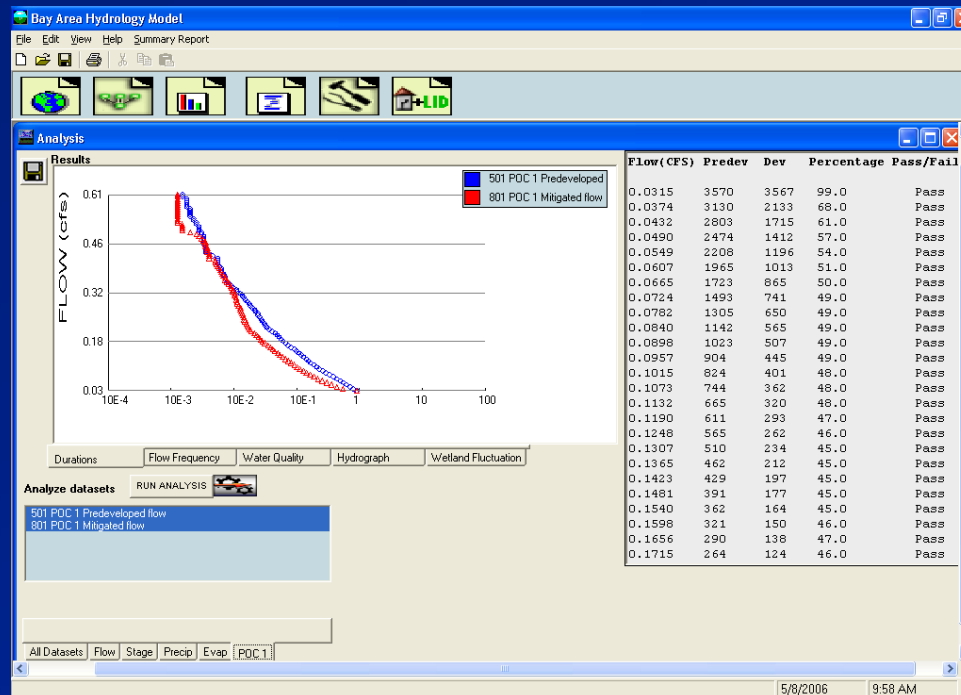 Bay Area Hydrology Model
File Edit View Help Summary Report
+LID
Analysis
Results
501 POC 1 Predeveloped
801 POC 1 Mitigated flow
FLOW (cfs)
0.61
0.46
0.32
0.18
0.03
10E-4 10E-3 10E-2 10E-1 1 10 100
Durations Flow Frequency Water Quality Hydrograph Wetland Fluctuation
Analyze datasets RUN ANALYSIS
501 POC 1 Predeveloped flow
801 POC 1 Mitigated flow
All Datasets Flow Stage Precip Evap POC 1
Flow(CFS) Predev Dev Percentage Pass/Fail
0.0315 3570 3567 99.0 Pass
0.0374 3130 2133 68.0 Pass
0.0432 2803 1715 61.0 Pass
0.0490 2474 1412 57.0 Pass
0.0549 2208 1196 54.0 Pass
0.0607 1965 1013 51.0 Pass
0.0665 1723 865 50.0 Pass
0.0724 1493 741 49.0 Pass
0.0782 1305 650 49.0 Pass
0.0840 1142 565 49.0 Pass
0.0898 1023 507 49.0 Pass
0.0957 904 445 49.0 Pass
0.1015 824 401 48.0 Pass
0.1073 744 362 48.0 Pass
0.1132 665 320 48.0 Pass
0.1190 611 293 47.0 Pass
0.1248 565 262 46.0 Pass
0.1307 510 234 45.0 Pass
0.1365 462 212 45.0 Pass
0.1423 429 197 45.0 Pass
0.1481 391 177 45.0 Pass
0.1540 362 164 45.0 Pass
0.1598 321 150 46.0 Pass
0.1656 290 138 47.0 Pass
0.1715 264 124 46.0 Pass
5/8/2006 9:58 AM